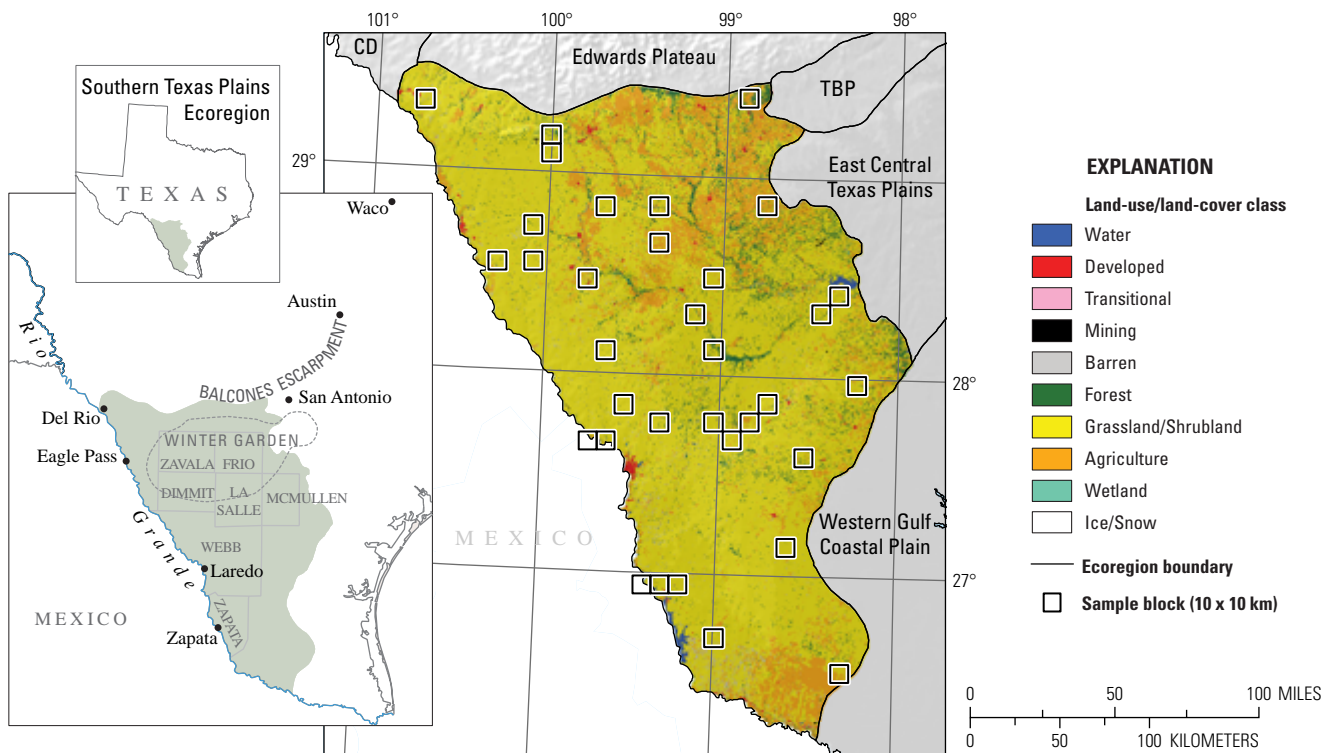 101°
100°
99°
98°
CD
Edwards Plateau
TBP
East Central
Texas Plains
Western Gulf
Coastal Plain
29°
28°
27°
MEXICO
Southern Texas Plains
Ecoregion
TEXAS
Waco
Austin
BALCONES ESCARPMENT
San Antonio
Del Rio
WINTER GARDEN
Eagle Pass
ZAVALA
FRIO
DIMMIT
LA
SALLE
MCMULLEN
WEBB
Laredo
Rio
Grande
MEXICO
ZAPATA
Zapata
EXPLANATION
Land-use/land-cover class
Water
Developed
Transitional
Mining
Barren
Forest
Grassland/Shrubland
Agriculture
Wetland
Ice/Snow
Ecoregion boundary
Sample block (10 x 10 km)
0 50 100 MILES
0 50 100 KILOMETERS